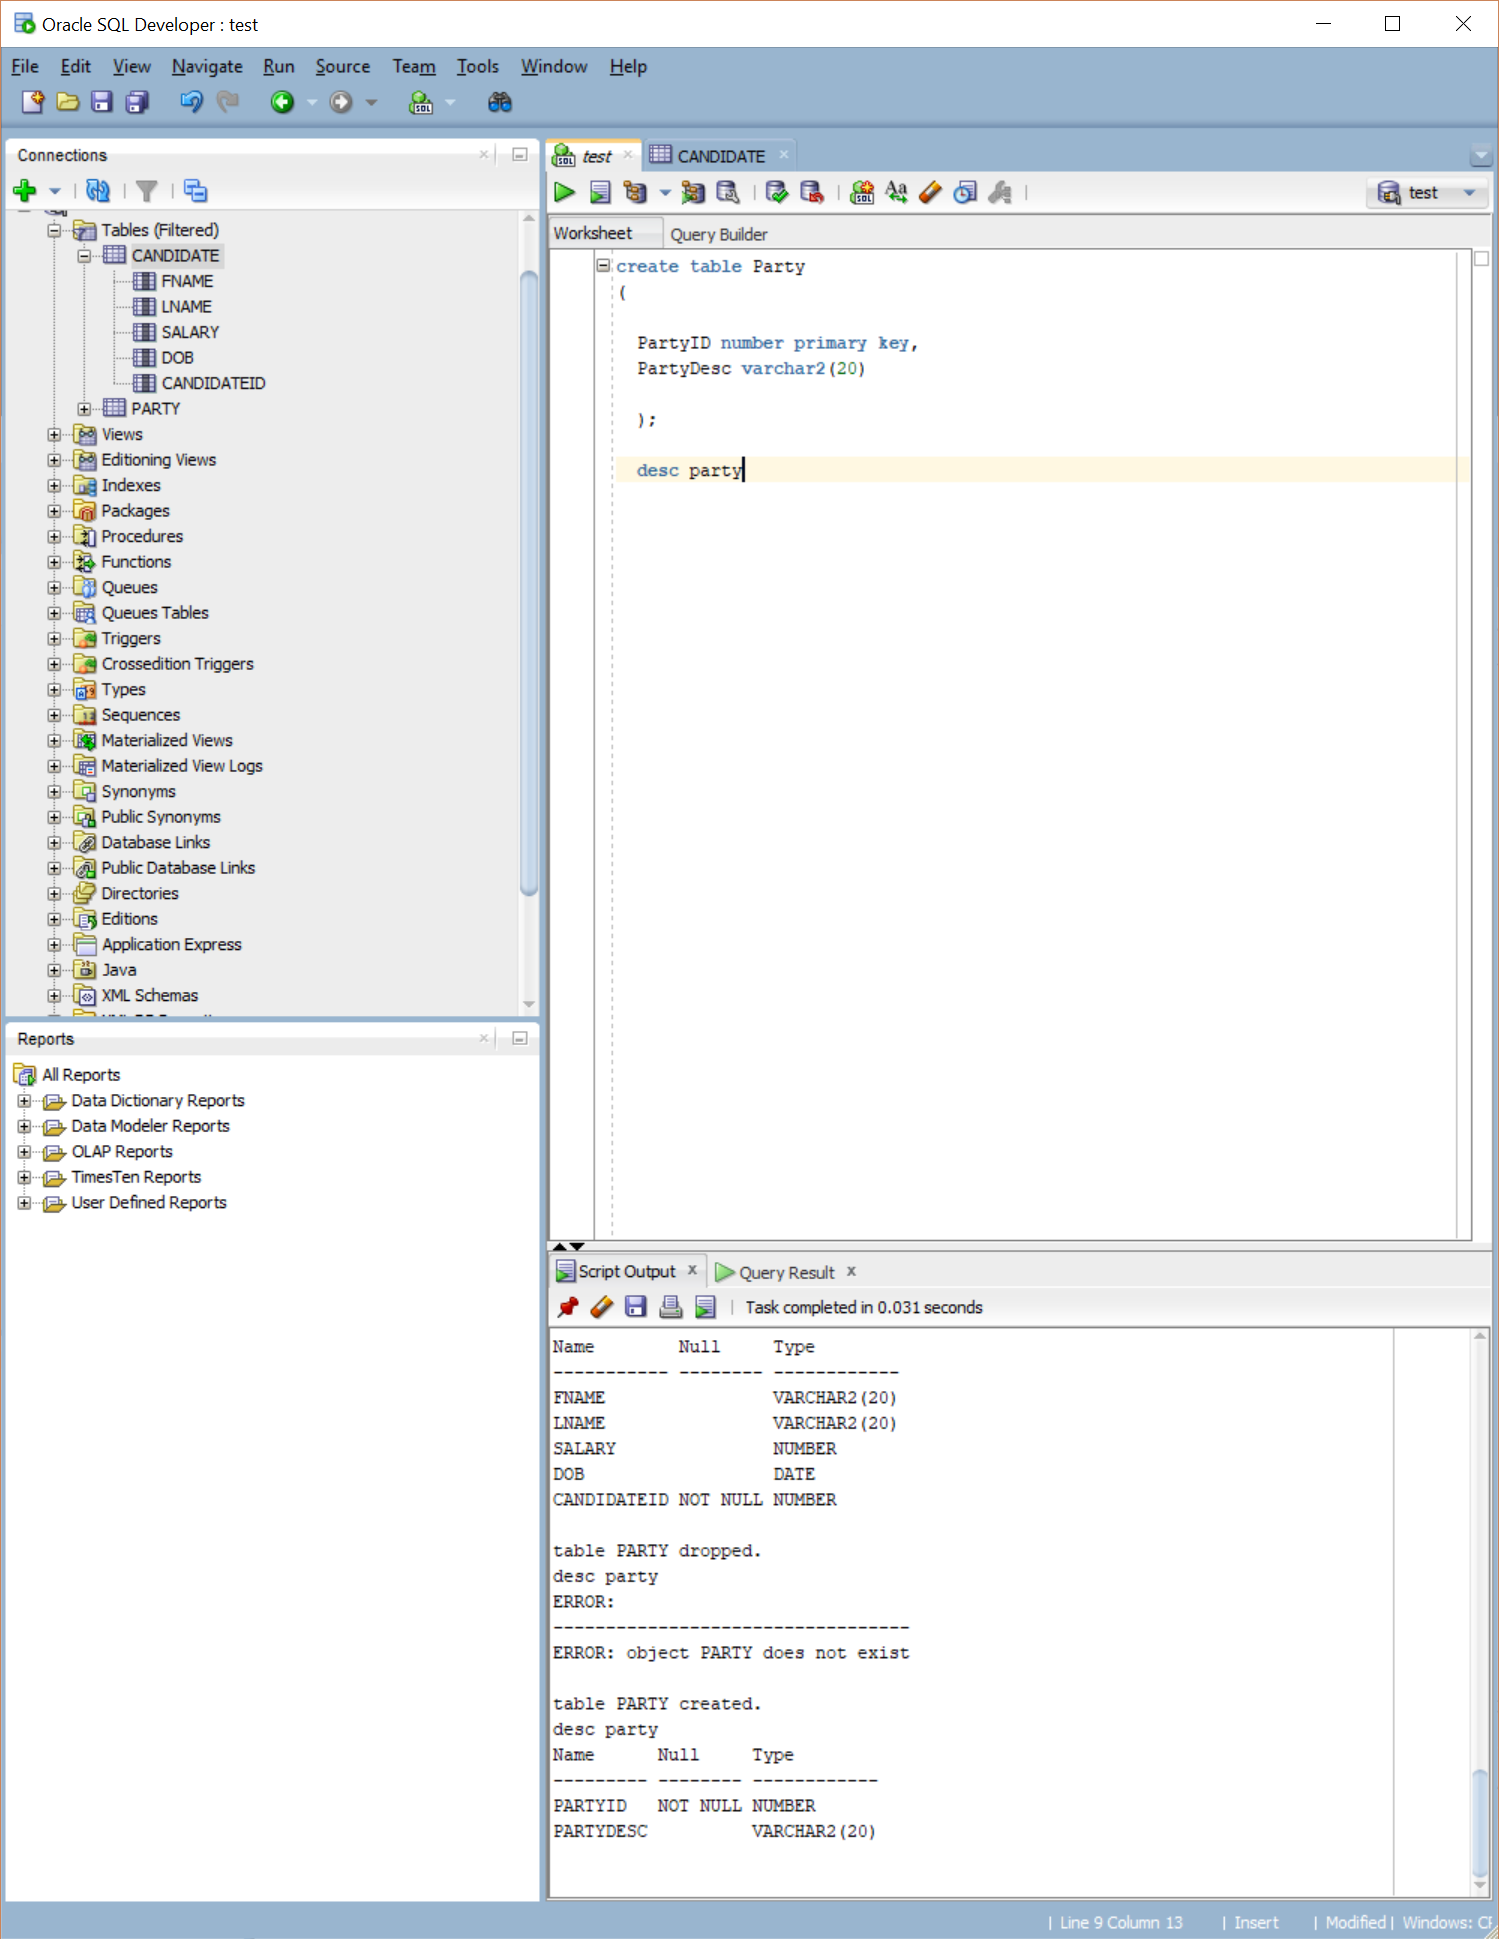 Oracle SQL Developer : test
File Edit View Navigate Run Source Team Tools Window Help
Connections
Tables (Filtered)
CANDIDATE
FNAME
LNAME
SALARY
DOB
CANDIDATEID
PARTY
Views
Editioning Views
Indexes
Packages
Procedures
Functions
Queues
Queues Tables
Triggers
Crossedition Triggers
Types
Sequences
Materialized Views
Materialized View Logs
Synonyms
Public Synonyms
Database Links
Public Database Links
Directories
Editions
Application Express
Java
XML Schemas
Reports
All Reports
Data Dictionary Reports
Data Modeler Reports
OLAP Reports
TimesTen Reports
User Defined Reports
test CANDIDATE
test
Worksheet Query Builder
create table Party
(
PartyID number primary key,
PartyDesc varchar2(20)
);
desc party
Script Output x Query Result x
Task completed in 0.031 seconds
Name Null Type
----------- -------- ------------
FNAME VARCHAR2(20)
LNAME VARCHAR2(20)
SALARY NUMBER
DOB DATE
CANDIDATEID NOT NULL NUMBER
table PARTY dropped.
desc party
ERROR:
----------------------------------
ERROR: object PARTY does not exist
table PARTY created.
desc party
Name Null Type
--------- -------- ------------
PARTYID NOT NULL NUMBER
PARTYDESC VARCHAR2(20)
| Line 9 Column 13 | Insert | Modified | Windows: